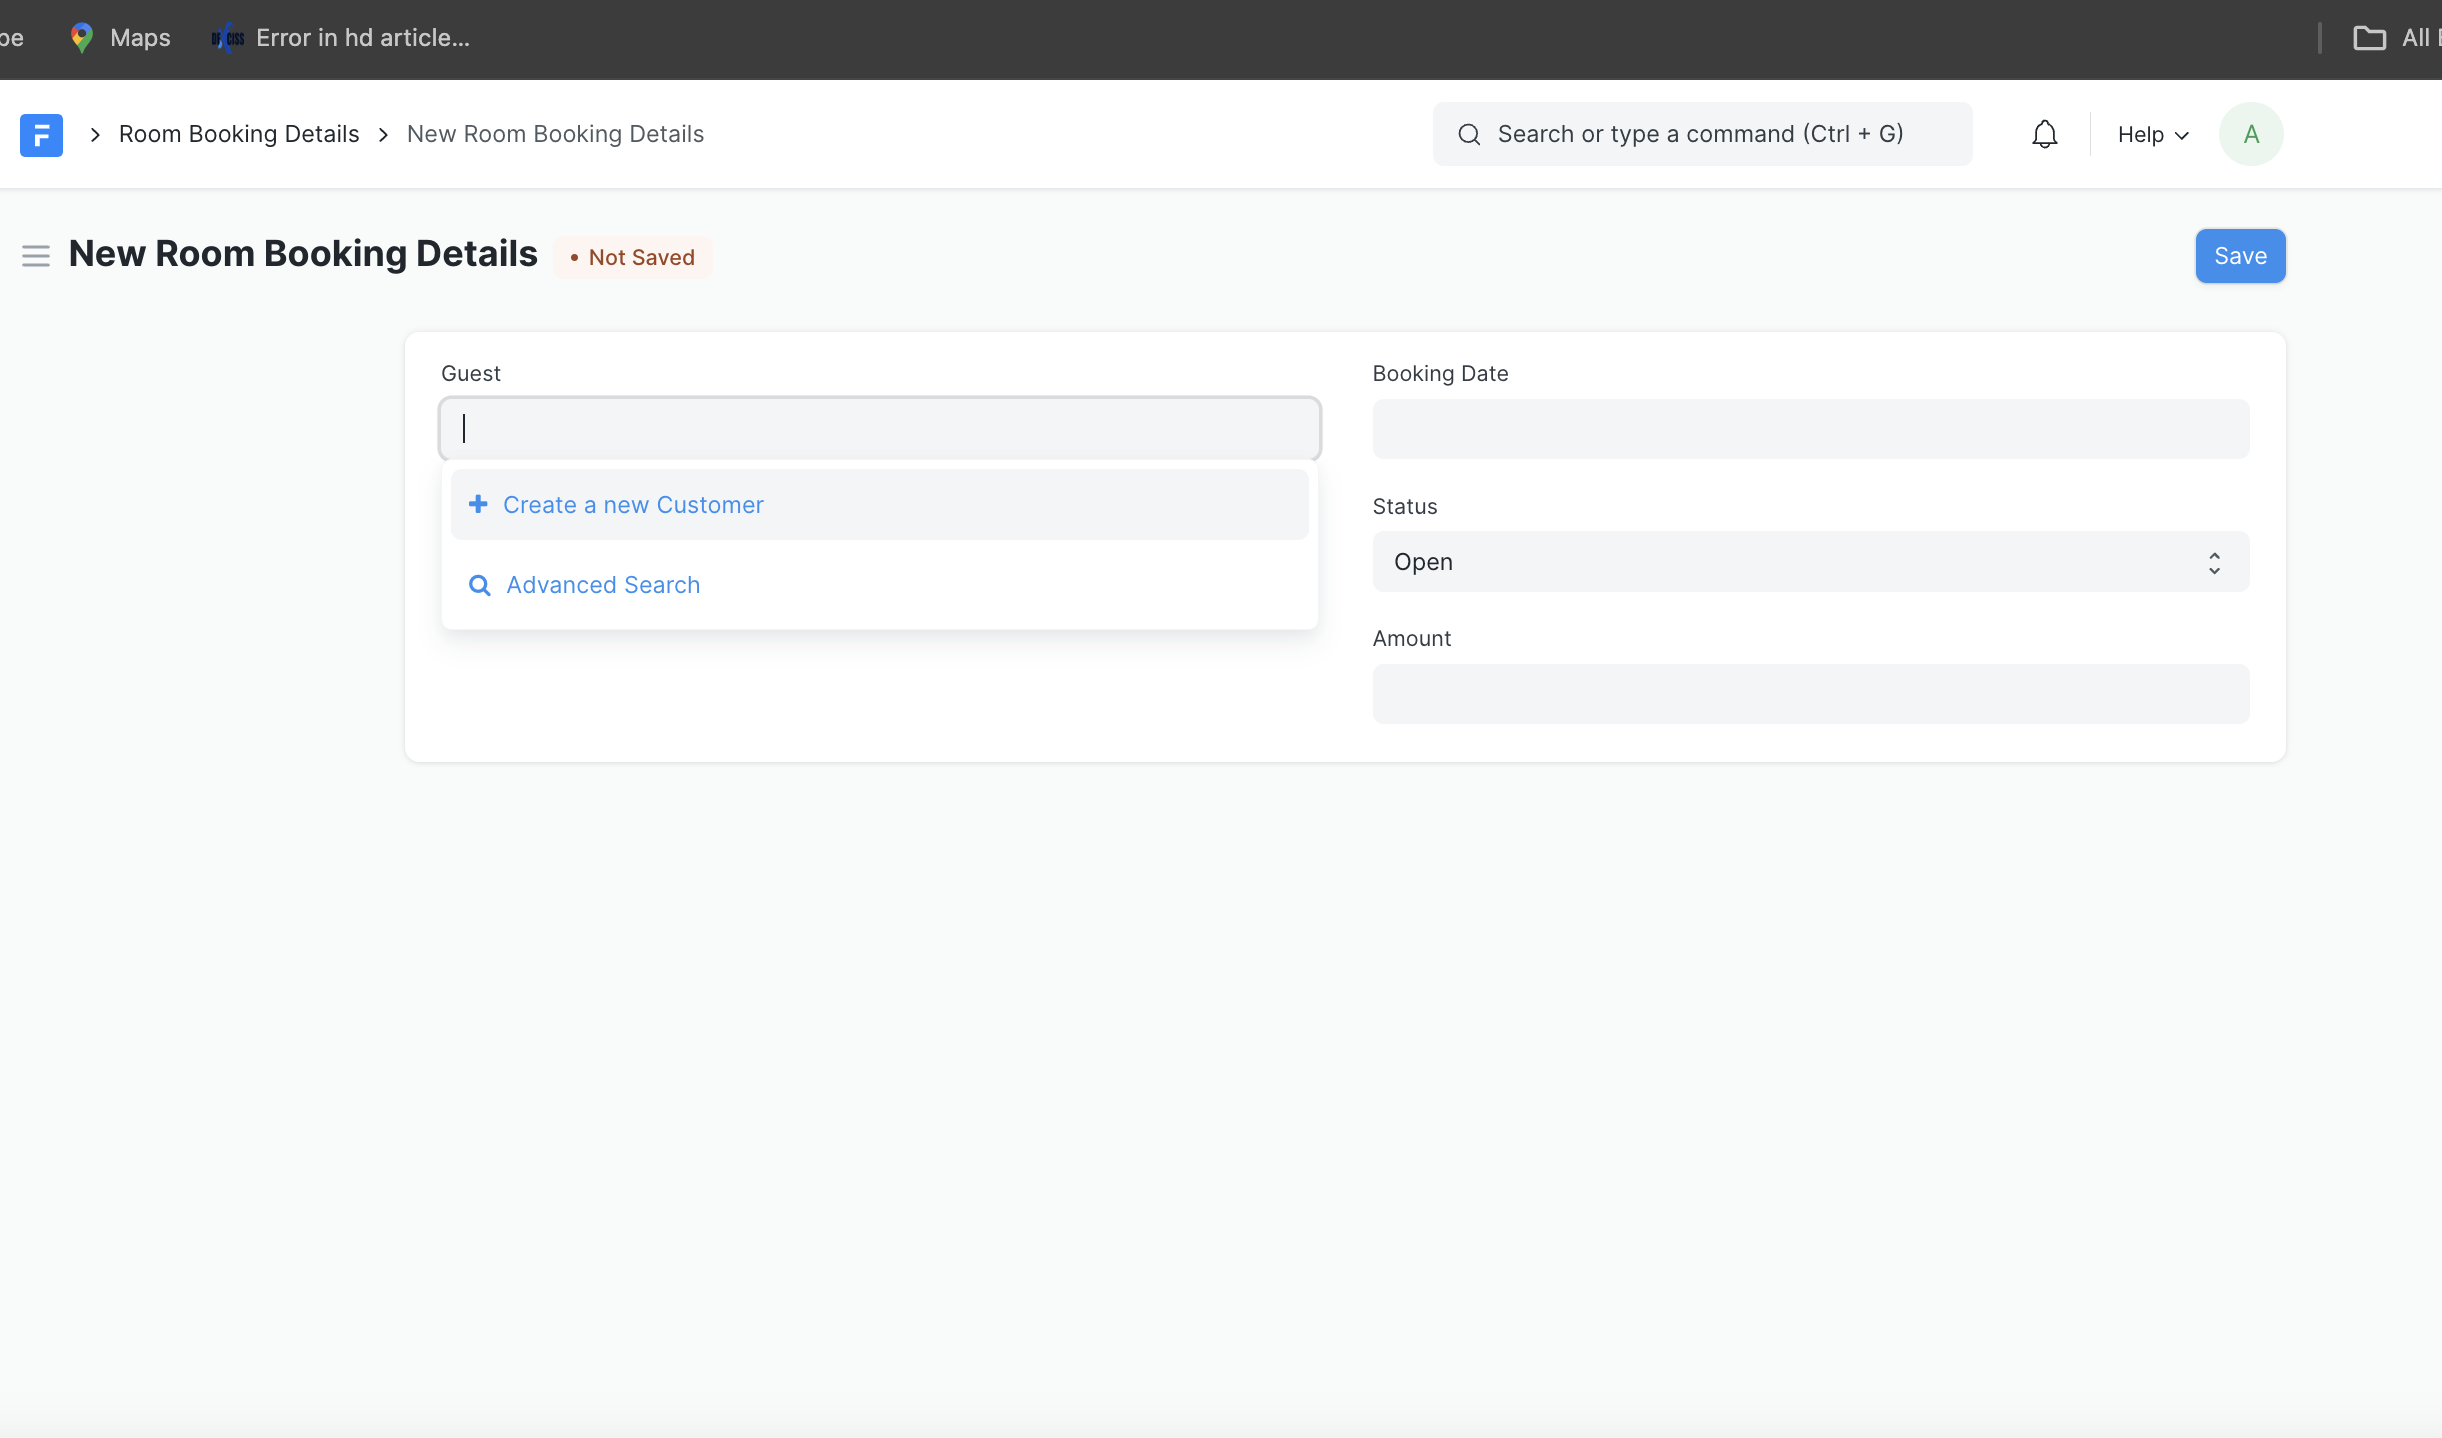 be Maps Error in hd article... All
Room Booking Details New Room Booking Details Search or type a command (Ctrl + G) Help A
New Room Booking Details • Not Saved Save
Guest Booking Date
Create a new Customer
Status
Open
Advanced Search
Amount